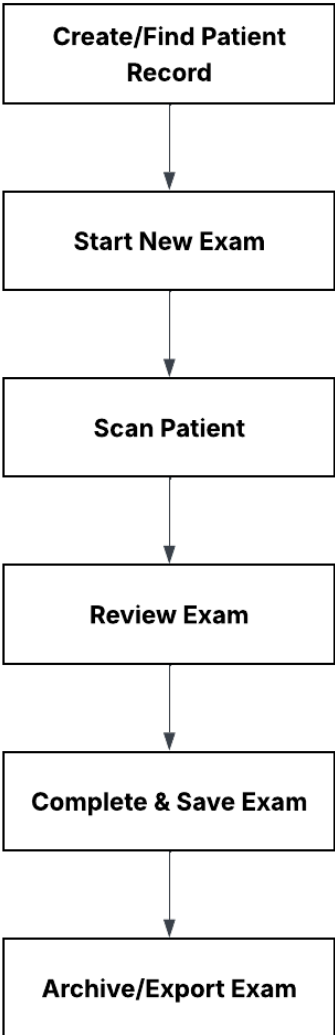 Create/Find Patient
Record
Start New Exam
Scan Patient
Review Exam
Complete & Save Exam
Archive/Export Exam